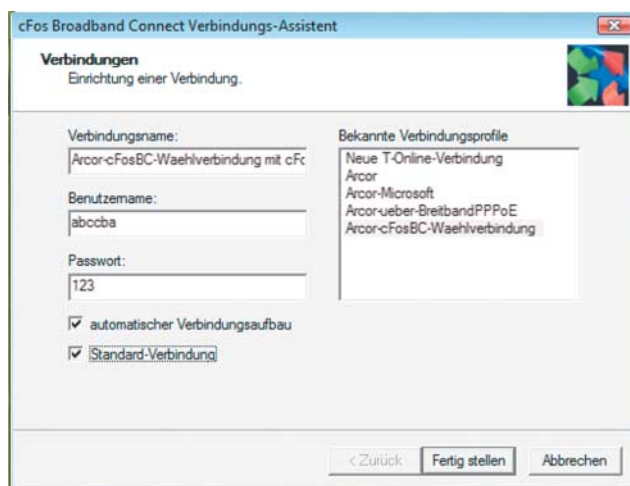 cFos Broadband Connect Verbindungs-Assistent
Verbindungen
Einrichtung einer Verbindung.
Verbindungsname:
Arcor-cFosBC-Waehlverbindung mit cFc
Benutzername:
abccba
Passwort:
123
automatischer Verbindungsaufbau
Standard-Verbindung
Bekannte Verbindungsprofile
Neue T-Online-Verbindung
Arcor
Arcor-Microsoft
Arcor-ueber-BreitbandPPPoE
Arcor-cFosBC-Waehlverbindung
< Zurück
Fertig stellen
Abbrechen